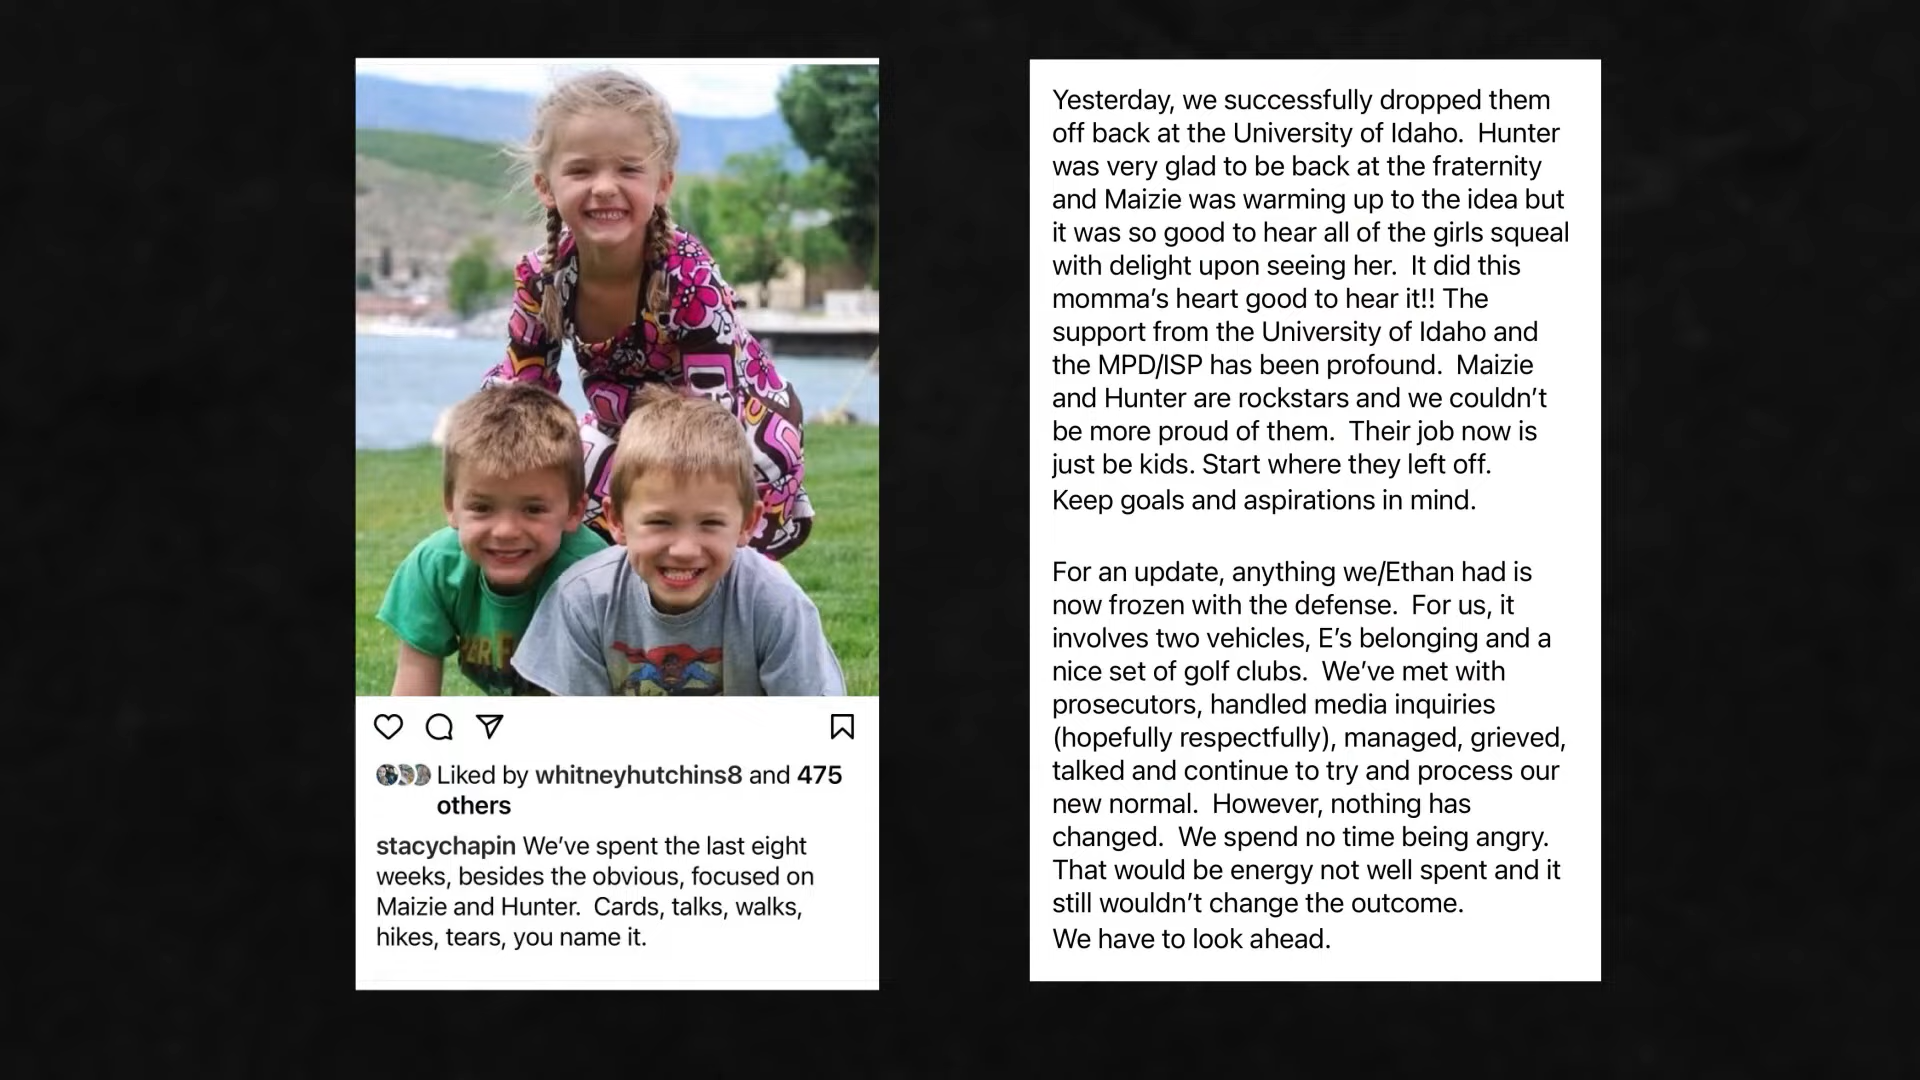 Liked by whitneyhutchins8 and 475
others
stacychapin We've spent the last eight
weeks, besides the obvious, focused on
Maizie and Hunter.  Cards, talks, walks,
hikes, tears, you name it.
Yesterday, we successfully dropped them
off back at the University of Idaho.  Hunter
was very glad to be back at the fraternity
and Maizie was warming up to the idea but
it was so good to hear all of the girls squeal
with delight upon seeing her.  It did this
momma's heart good to hear it!! The
support from the University of Idaho and
the MPD/ISP has been profound.  Maizie
and Hunter are rockstars and we couldn't
be more proud of them.  Their job now is
just be kids. Start where they left off.
Keep goals and aspirations in mind.
For an update, anything we/Ethan had is
now frozen with the defense.  For us, it
involves two vehicles, E's belonging and a
nice set of golf clubs.  We've met with
prosecutors, handled media inquiries
(hopefully respectfully), managed, grieved,
talked and continue to try and process our
new normal.  However, nothing has
changed.  We spend no time being angry.
That would be energy not well spent and it
still wouldn't change the outcome.
We have to look ahead.